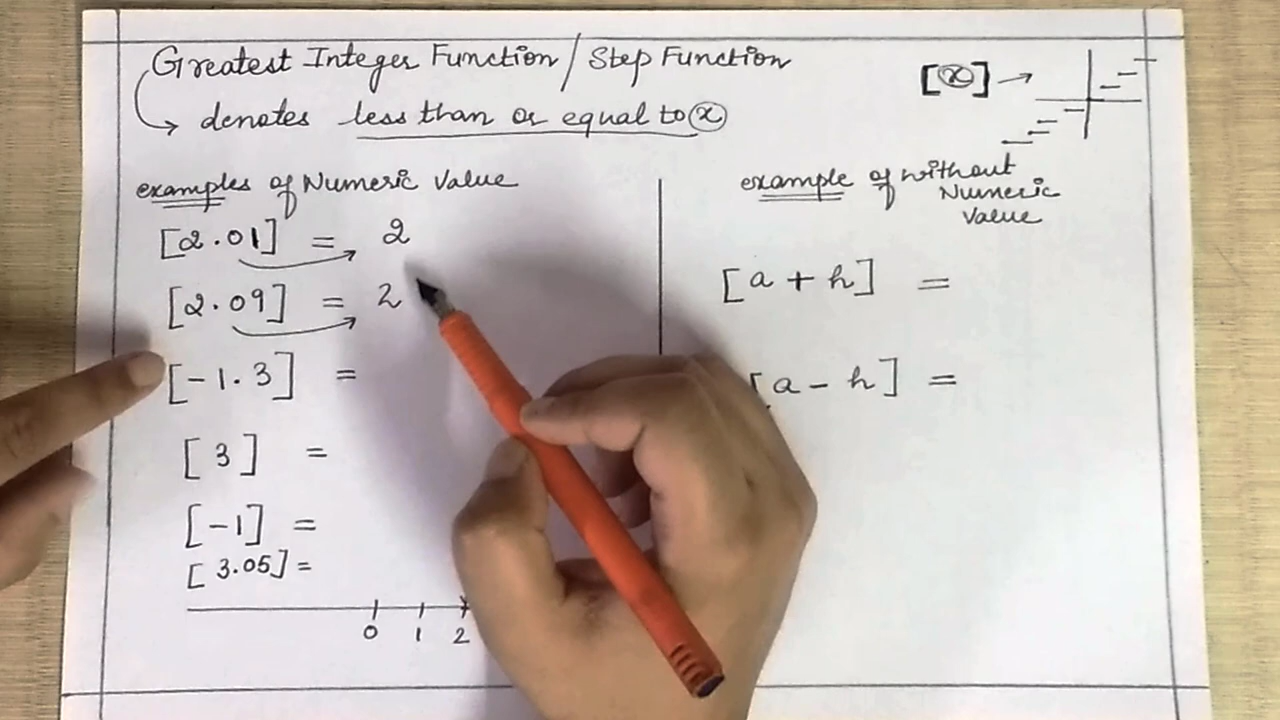 Greatest Integer Function / Step Function
denotes less than or equal to x
[x] →
examples of Numeric Value
[2.01] = 2
[2.09] = 2
[-1.3] =
[3] =
[-1] =
[3.05] =
0 1 2
example of without
Numeric
Value
[a + h] =
[a - h] =